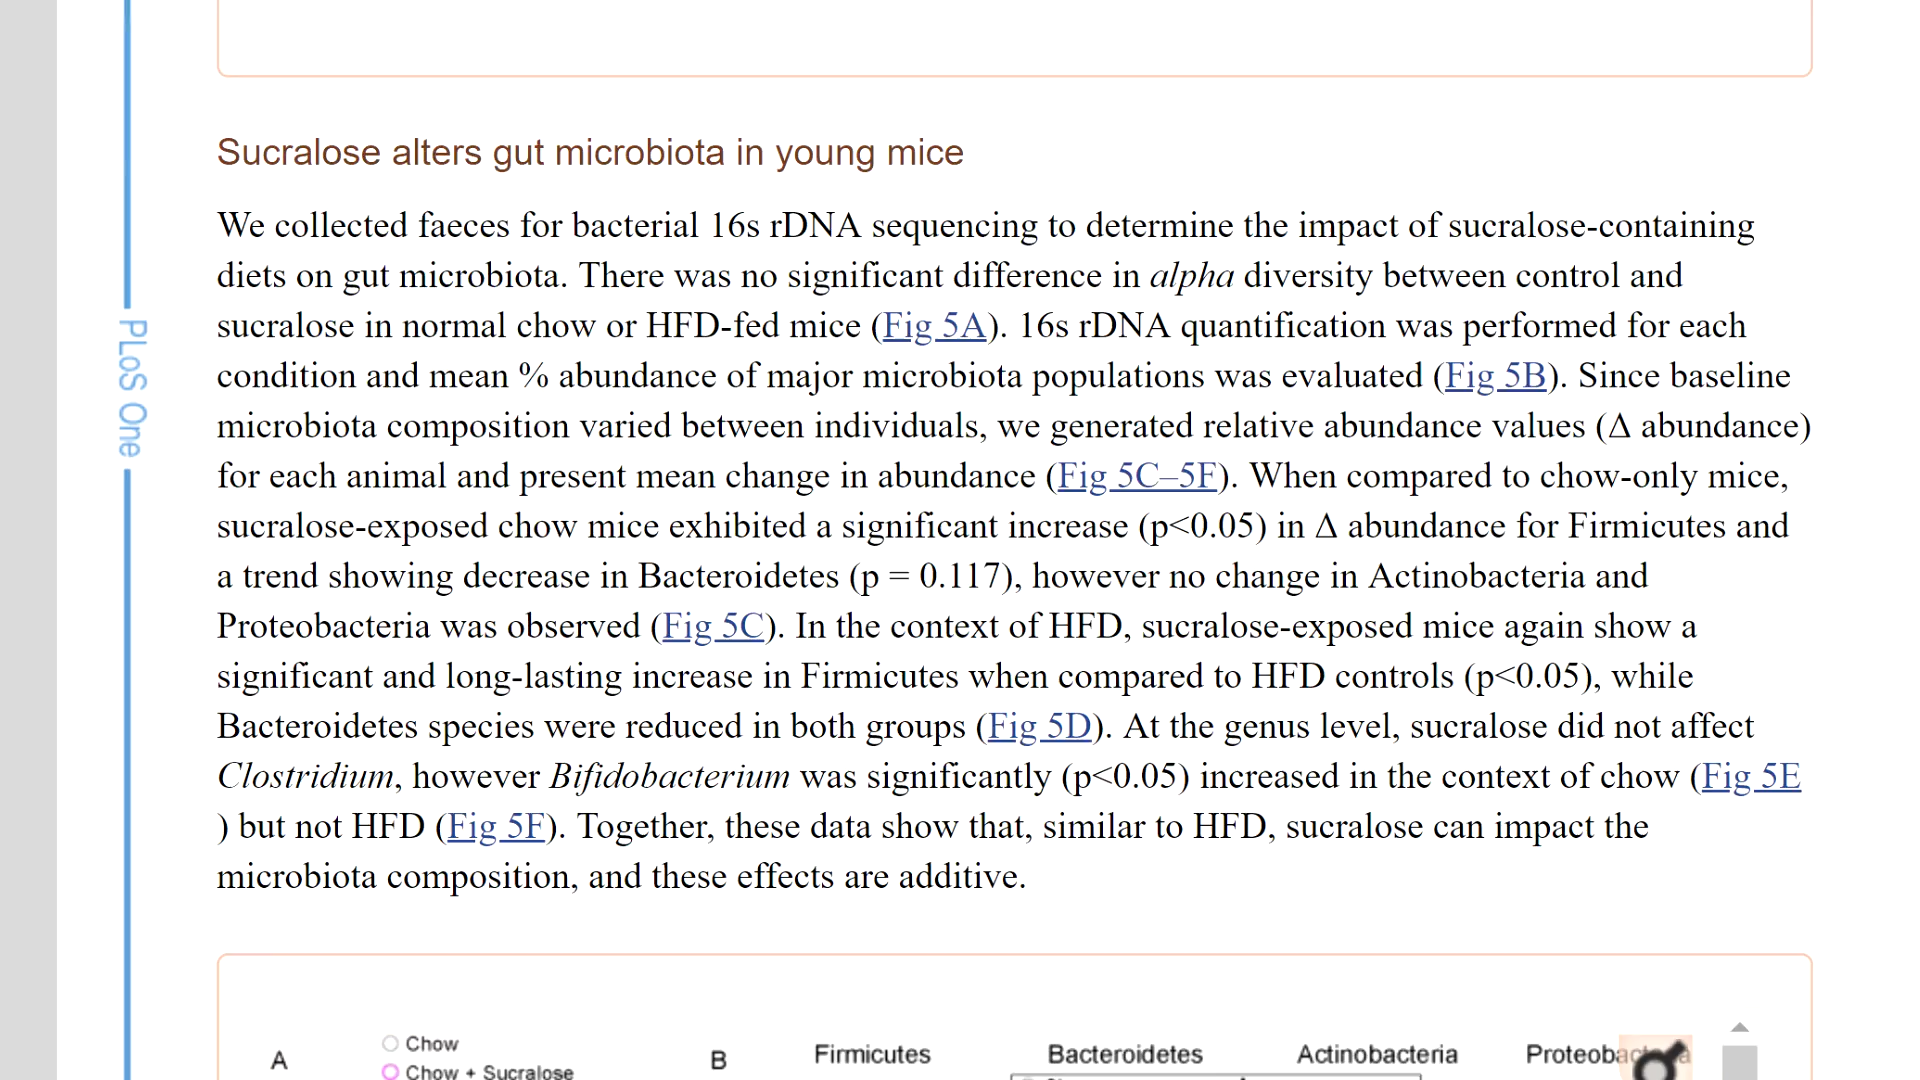 Sucralose alters gut microbiota in young mice
We collected faeces for bacterial 16s rDNA sequencing to determine the impact of sucralose-containing
diets on gut microbiota. There was no significant difference in alpha diversity between control and
sucralose in normal chow or HFD-fed mice (Fig 5A). 16s rDNA quantification was performed for each
condition and mean % abundance of major microbiota populations was evaluated (Fig 5B). Since baseline
microbiota composition varied between individuals, we generated relative abundance values (Δ abundance)
for each animal and present mean change in abundance (Fig 5C–5F). When compared to chow-only mice,
sucralose-exposed chow mice exhibited a significant increase (p<0.05) in Δ abundance for Firmicutes and
a trend showing decrease in Bacteroidetes (p = 0.117), however no change in Actinobacteria and
Proteobacteria was observed (Fig 5C). In the context of HFD, sucralose-exposed mice again show a
significant and long-lasting increase in Firmicutes when compared to HFD controls (p<0.05), while
Bacteroidetes species were reduced in both groups (Fig 5D). At the genus level, sucralose did not affect
Clostridium, however Bifidobacterium was significantly (p<0.05) increased in the context of chow (Fig 5E
) but not HFD (Fig 5F). Together, these data show that, similar to HFD, sucralose can impact the
microbiota composition, and these effects are additive.
PLoS One
A
Chow
Chow + Sucralose
B
Firmicutes
Bacteroidetes
Actinobacteria